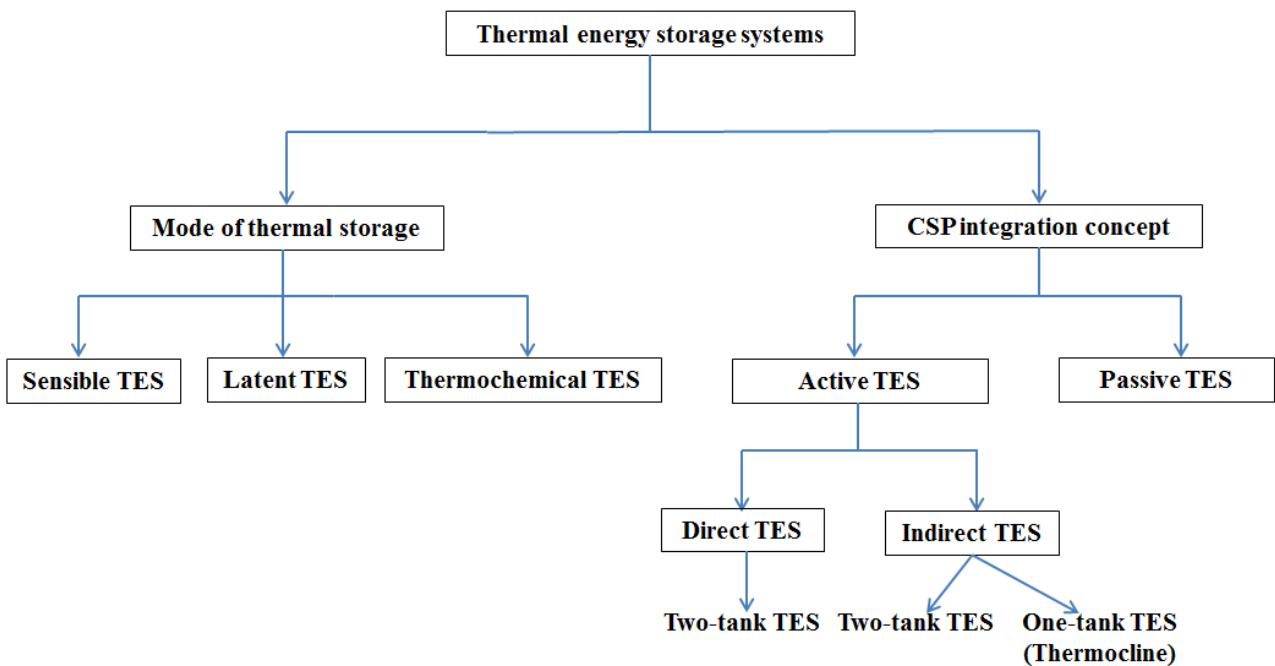 Thermal energy storage systems
Mode of thermal storage
CSP integration concept
Sensible TES
Latent TES
Thermochemical TES
Active TES
Passive TES
Direct TES
Indirect TES
Two-tank TES
Two-tank TES
One-tank TES
(Thermocline)